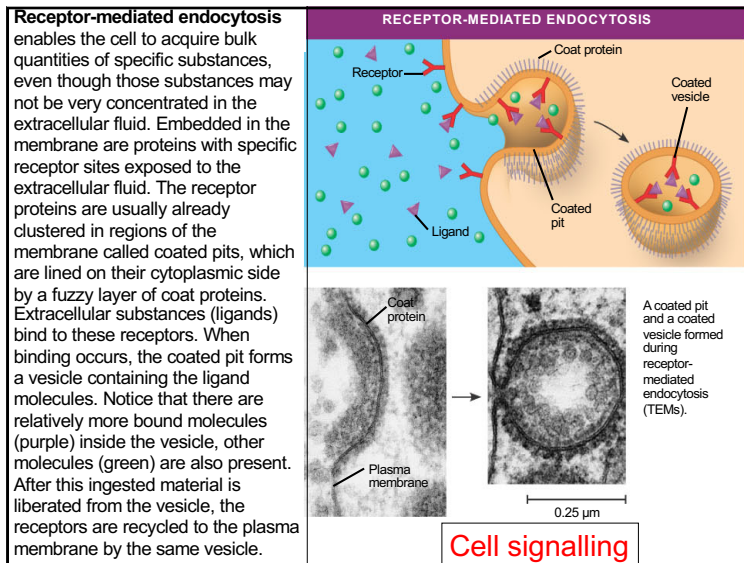 Receptor-mediated endocytosis
enables the cell to acquire bulk
quantities of specific substances,
even though those substances may
not be very concentrated in the
extracellular fluid. Embedded in the
membrane are proteins with specific
receptor sites exposed to the
extracellular fluid. The receptor
proteins are usually already
clustered in regions of the
membrane called coated pits, which
are lined on their cytoplasmic side
by a fuzzy layer of coat proteins.
Extracellular substances (ligands)
bind to these receptors. When
binding occurs, the coated pit forms
a vesicle containing the ligand
molecules. Notice that there are
relatively more bound molecules
(purple) inside the vesicle, other
molecules (green) are also present.
After this ingested material is
liberated from the vesicle, the
receptors are recycled to the plasma
membrane by the same vesicle.
RECEPTOR-MEDIATED ENDOCYTOSIS
Coat protein
Receptor
Coated
vesicle
Coated
pit
Ligand
Coat
protein
Plasma
membrane
A coated pit
and a coated
vesicle formed
during
receptor-
mediated
endocytosis
(TEMs).
0.25 µm
Cell signalling